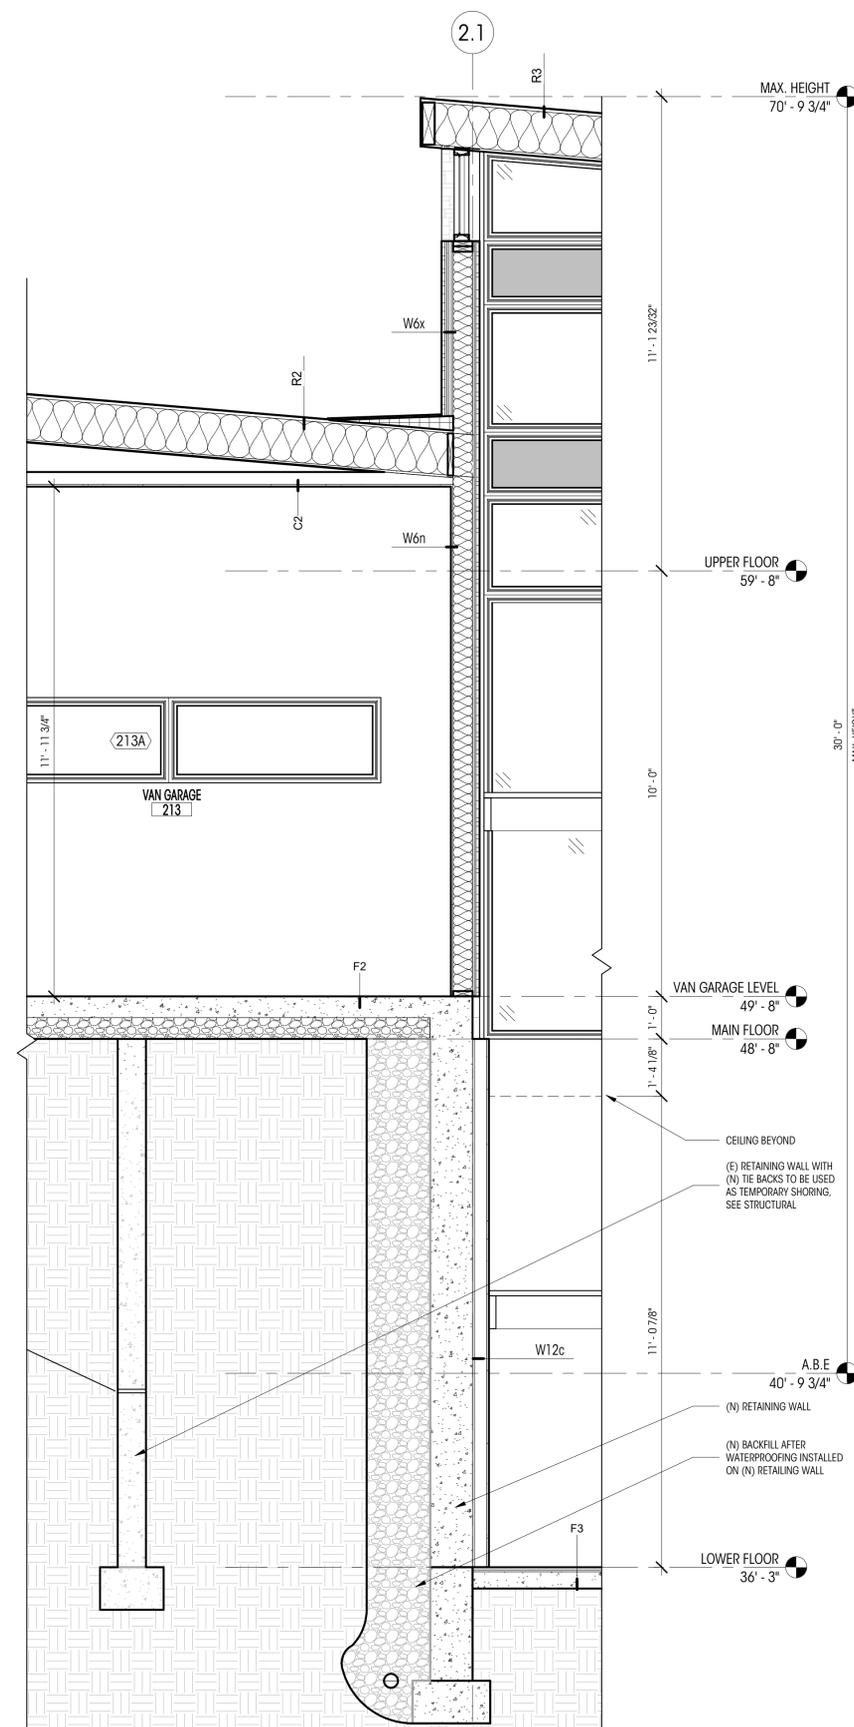 2.1
R3
MAX. HEIGHT
70' - 9 3/4"
11' - 1 23/32"
W6x
R2
C2
W6n
UPPER FLOOR
59' - 8"
11' - 11 3/4"
213A
VAN GARAGE
213
10' - 0"
30' - 0"
F2
VAN GARAGE LEVEL
49' - 8"
1' - 0"
MAIN FLOOR
48' - 8"
1' - 4 1/8"
CEILING BEYOND
(E) RETAINING WALL WITH
(N) TIE BACKS TO BE USED
AS TEMPORARY SHORING,
SEE STRUCTURAL
11' - 0 7/8"
W12c
A.B.E
40' - 9 3/4"
(N) RETAINING WALL
(N) BACKFILL AFTER
WATERPROOFING INSTALLED
ON (N) RETAILING WALL
F3
LOWER FLOOR
36' - 3"